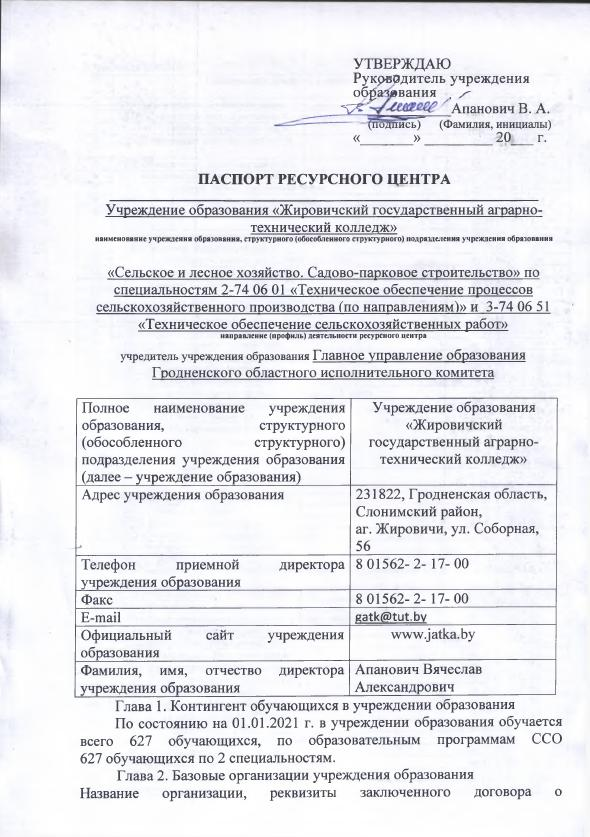 УТВЕРЖДАЮ
Руководитель учреждения
образования
Апанович В. А.
(подпись) (Фамилия, инициалы)
«_______» __________ 20___ г.
ПАСПОРТ РЕСУРСНОГО ЦЕНТРА
Учреждение образования «Жировичский государственный аграрно-
технический колледж»
наименование учреждения образования, структурного (обособленного структурного) подразделения учреждения образования
«Сельское и лесное хозяйство. Садово-парковое строительство» по
специальностям 2-74 06 01 «Техническое обеспечение процессов
сельскохозяйственного производства (по направлениям)» и 3-74 06 51
«Техническое обеспечение сельскохозяйственных работ»
направление (профиль) деятельности ресурсного центра
учредитель учреждения образования Главное управление образования
Гродненского областного исполнительного комитета
Полное наименование учреждения
образования, структурного
(обособленного структурного)
подразделения учреждения образования
(далее – учреждение образования)
Учреждение образования
«Жировичский
государственный аграрно-
технический колледж»
Адрес учреждения образования
231822, Гродненская область,
Слонимский район,
аг. Жировичи, ул. Соборная,
56
Телефон приемной директора
учреждения образования
8 01562- 2- 17- 00
Факс
8 01562- 2- 17- 00
E-mail
gatk@tut.by
Официальный сайт учреждения
образования
www.jatka.by
Фамилия, имя, отчество директора
учреждения образования
Апанович Вячеслав
Александрович
Глава 1. Контингент обучающихся в учреждении образования
По состоянию на 01.01.2021 г. в учреждении образования обучается
всего 627 обучающихся, по образовательным программам ССО
627 обучающихся по 2 специальностям.
Глава 2. Базовые организации учреждения образования
Название организации, реквизиты заключенного договора о